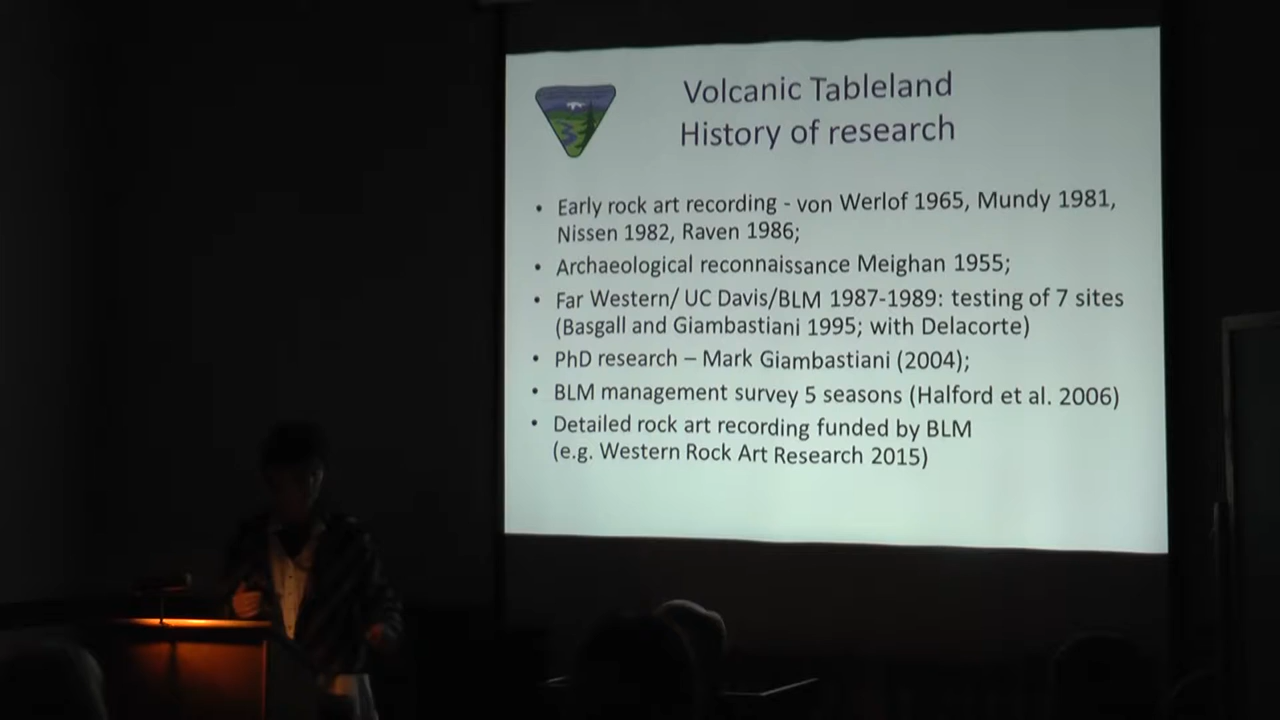 Volcanic Tableland
History of research
• Early rock art recording - von Werlof 1965, Mundy 1981,
Nissen 1982, Raven 1986;
• Archaeological reconnaissance Meighan 1955;
• Far Western/ UC Davis/BLM 1987-1989: testing of 7 sites
(Basgall and Giambastiani 1995; with Delacorte)
• PhD research – Mark Giambastiani (2004);
• BLM management survey 5 seasons (Halford et al. 2006)
• Detailed rock art recording funded by BLM
(e.g. Western Rock Art Research 2015)